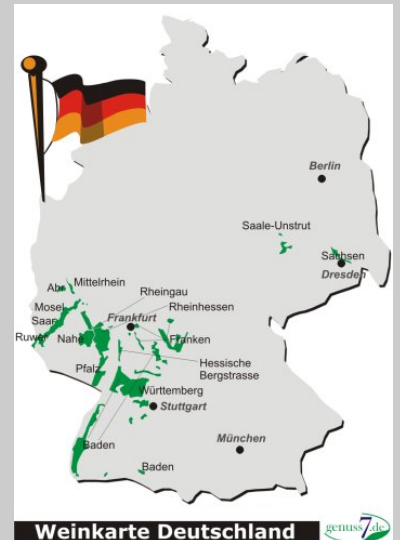 Berlin
Saale-Unstrut
Sachsen
Dresden
Ahr
Mittelrhein
Rheingau
Mosel
Rheinhessen
Saar
Frankfurt
Ruwer
Nahe
Franken
Hessische
Bergstrasse
Pfalz
Württemberg
Stuttgart
Baden
München
Baden
Weinkarte Deutschland
genuss7.de